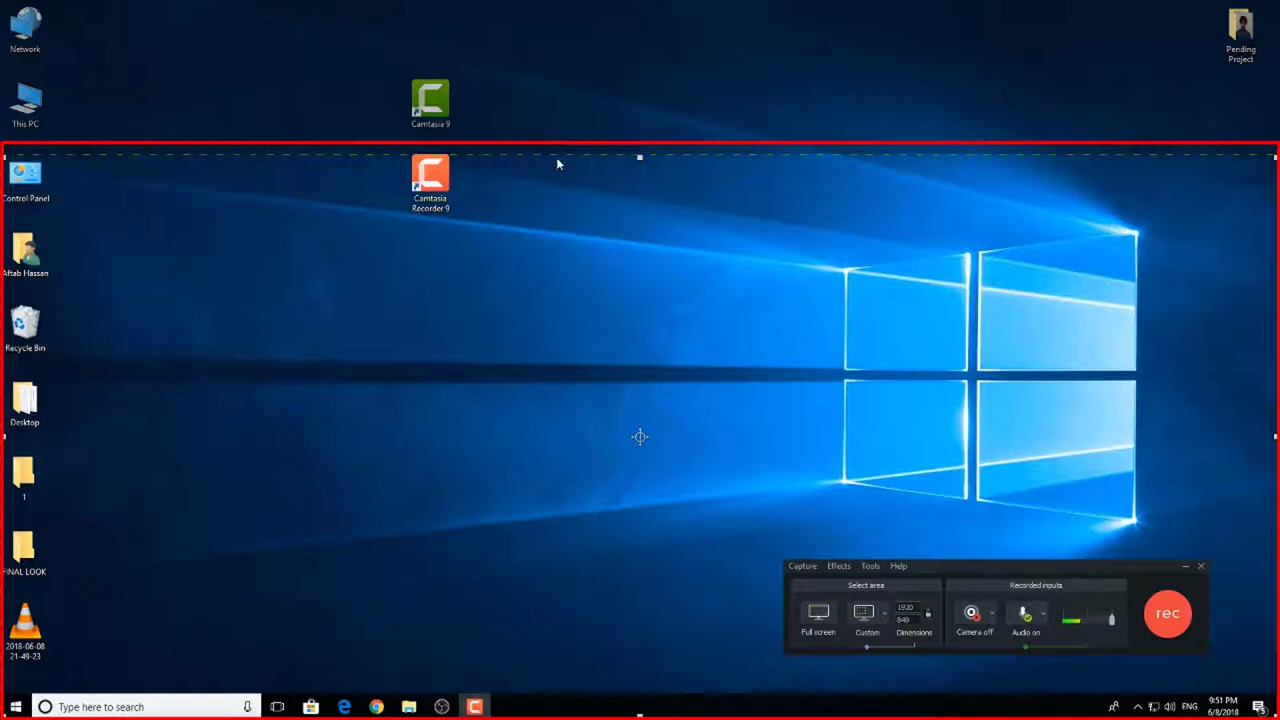 Network
Pending
Project
This PC
Camtasia 9
Control Panel
Camtasia
Recorder 9
Aftab Hassan
Recycle Bin
Desktop
1
FINAL LOOK
2018-06-08
21-49-23
Capture Effects Tools Help
Select area
Recorded inputs
1920
849
Full screen
Custom
Dimensions
Camera off
Audio on
rec
Type here to search
ENG
9:51 PM
6/8/2018
5